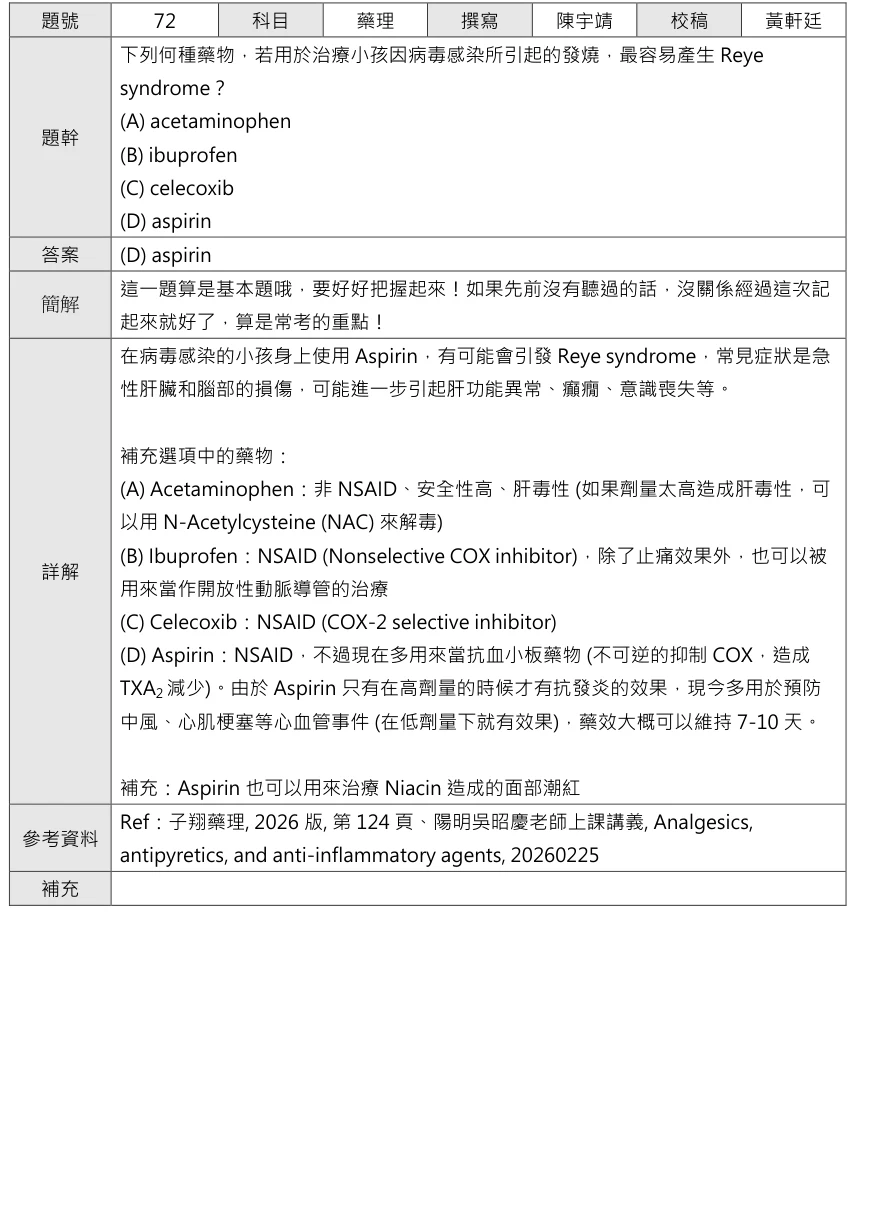 題號 72 科目 藥理 撰寫 陳宇靖 校稿 黃軒廷
題幹
下列何種藥物，若用於治療小孩因病毒感染所引起的發燒，最容易產生 Reye
syndrome？
(A) acetaminophen
(B) ibuprofen
(C) celecoxib
(D) aspirin
答案 (D) aspirin
簡解
這一題算是基本題哦，要好好把握起來！如果先前沒有聽過的話，沒關係經過這次記
起來就好了，算是常考的重點！
詳解
在病毒感染的小孩身上使用 Aspirin，有可能會引發 Reye syndrome，常見症狀是急
性肝臟和腦部的損傷，可能進一步引起肝功能異常、癲癇、意識喪失等。
補充選項中的藥物：
(A) Acetaminophen：非 NSAID、安全性高、肝毒性 (如果劑量太高造成肝毒性，可
以用 N-Acetylcysteine (NAC) 來解毒)
(B) Ibuprofen：NSAID (Nonselective COX inhibitor)，除了止痛效果外，也可以被
用來當作開放性動脈導管的治療
(C) Celecoxib：NSAID (COX-2 selective inhibitor)
(D) Aspirin：NSAID，不過現在多用來當抗血小板藥物 (不可逆的抑制 COX，造成
TXA₂ 減少)。由於 Aspirin 只有在高劑量的時候才有抗發炎的效果，現今多用於預防
中風、心肌梗塞等心血管事件 (在低劑量下就有效果)，藥效大概可以維持 7-10 天。
補充：Aspirin 也可以用來治療 Niacin 造成的面部潮紅
參考資料
Ref：子翔藥理, 2026 版, 第 124 頁、陽明吳昭慶老師上課講義, Analgesics,
antipyretics, and anti-inflammatory agents, 20260225
補充